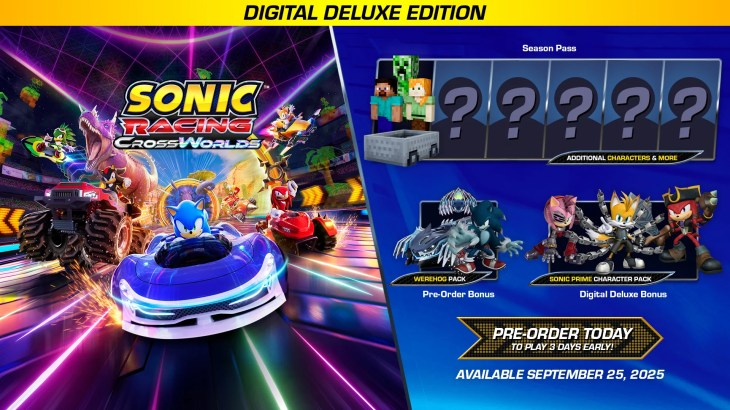 DIGITAL DELUXE EDITION
SONIC
RACING
CROSSWORLDS
Season Pass
? ? ? ? ?
ADDITIONAL CHARACTERS & MORE
WEREHOG PACK
SONIC PRIME CHARACTER PACK
Pre-Order Bonus
Digital Deluxe Bonus
PRE-ORDER TODAY
TO PLAY 3 DAYS EARLY!
AVAILABLE SEPTEMBER 25, 2025